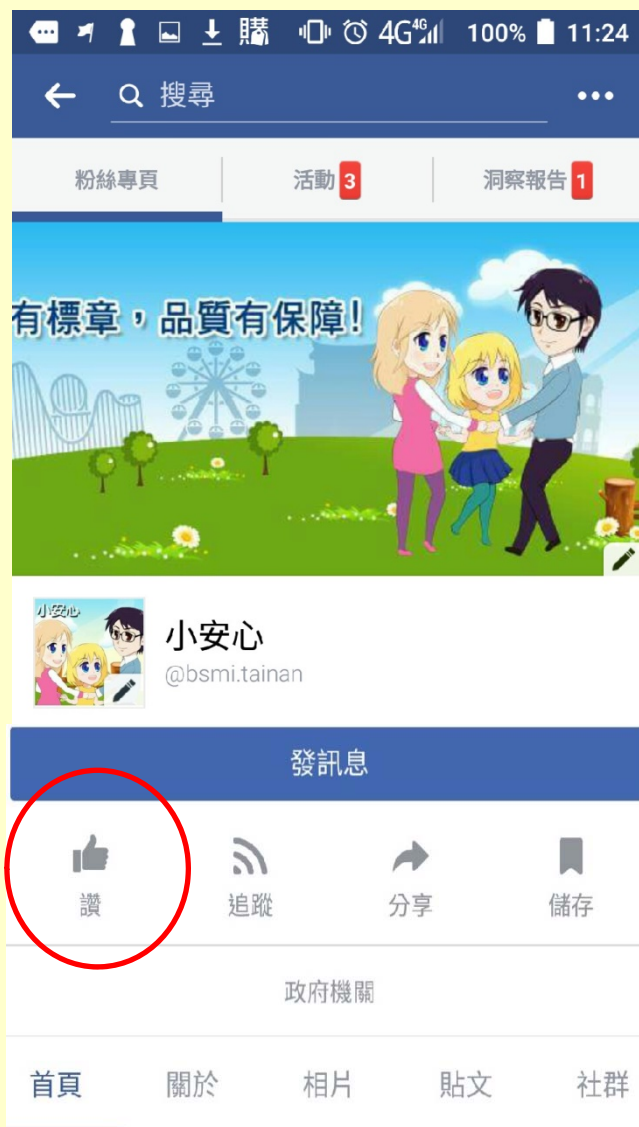 購 4G 4G 100% 11:24
搜尋
粉絲專頁 活動 3 洞察報告 1
有標章，品質有保障!
小安心
小安心
@bsmi.tainan
發訊息
讚 追蹤 分享 儲存
政府機關
首頁 關於 相片 貼文 社群